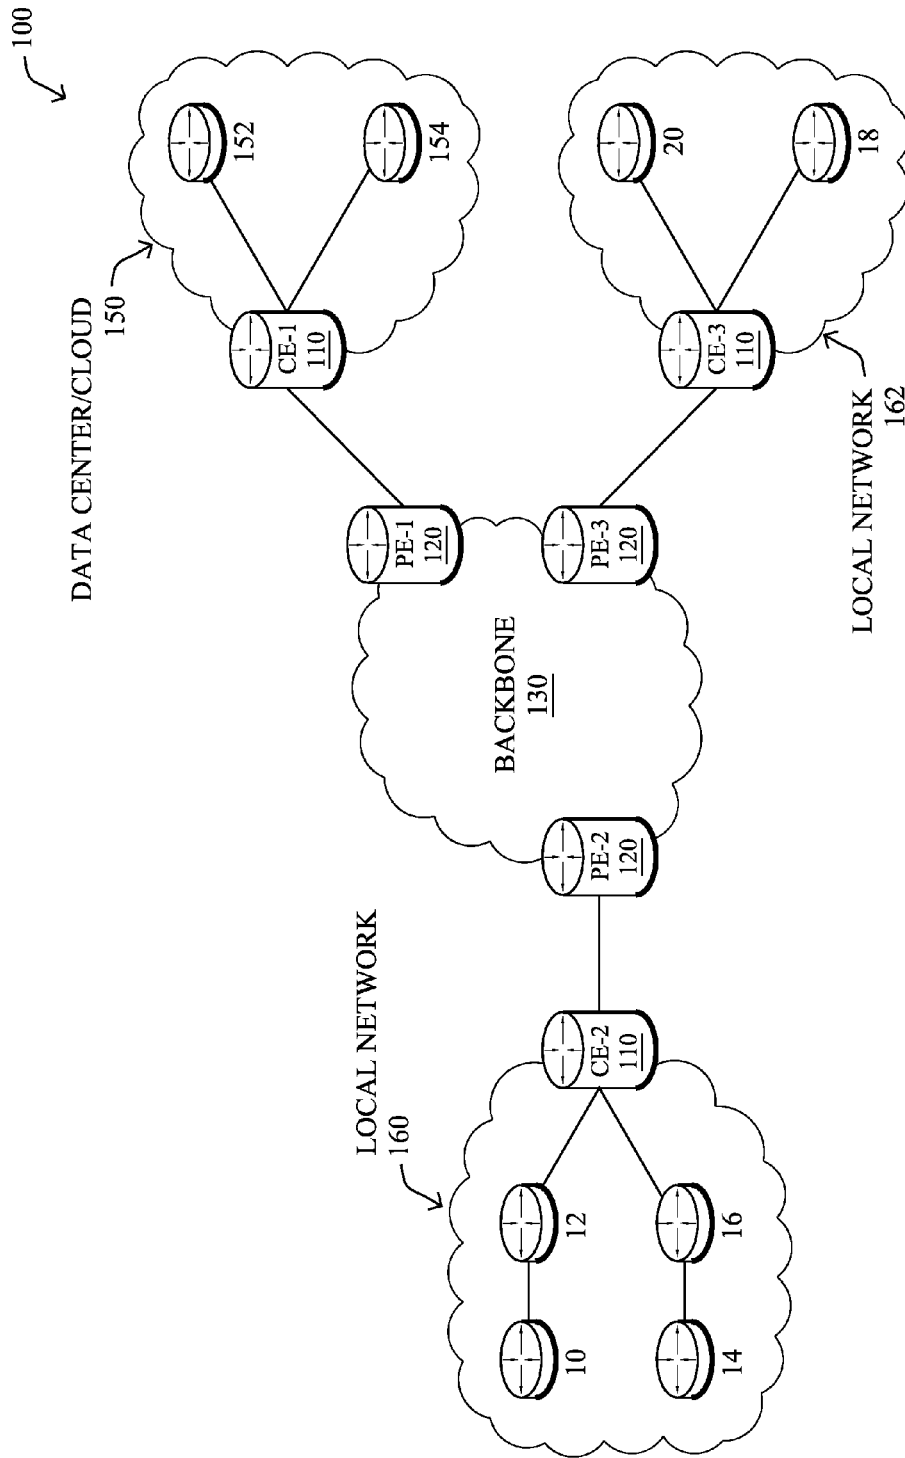 100
DATA CENTER/CLOUD
150
152
154
CE-1
110
PE-1
120
LOCAL NETWORK
160
BACKBONE
130
10
12
14
16
CE-2
110
PE-2
120
PE-3
120
CE-3
110
20
18
LOCAL NETWORK
162